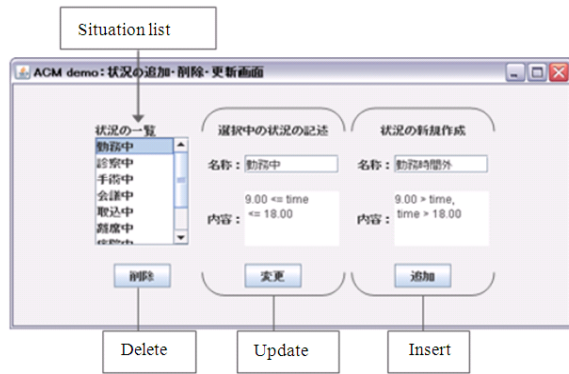 Situation list
ACM demo：状況の追加・削除・更新画面
状況の一覧
勤務中
診察中
手術中
会議中
取込中
離席中
削除
選択中の状況の記述
名称：勤務中
内容：9.00 <= time
<= 18.00
変更
状況の新規作成
名称：勤務時間外
内容：9.00 > time,
time > 18.00
追加
Delete
Update
Insert